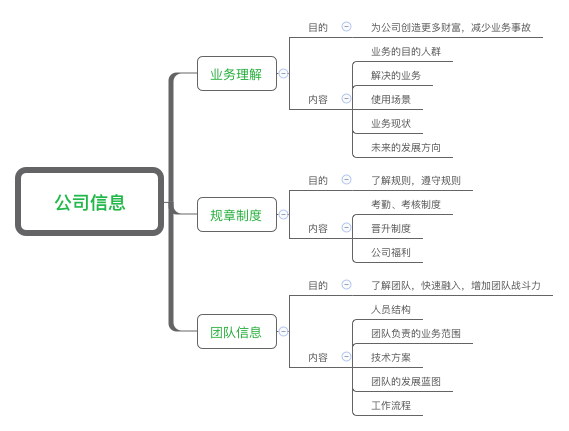 公司信息
业务理解
目的
为公司创造更多财富，减少业务事故
内容
业务的目的人群
解决的业务
使用场景
业务现状
未来的发展方向
规章制度
目的
了解规则，遵守规则
内容
考勤、考核制度
晋升制度
公司福利
团队信息
目的
了解团队，快速融入，增加团队战斗力
内容
人员结构
团队负责的业务范围
技术方案
团队的发展蓝图
工作流程